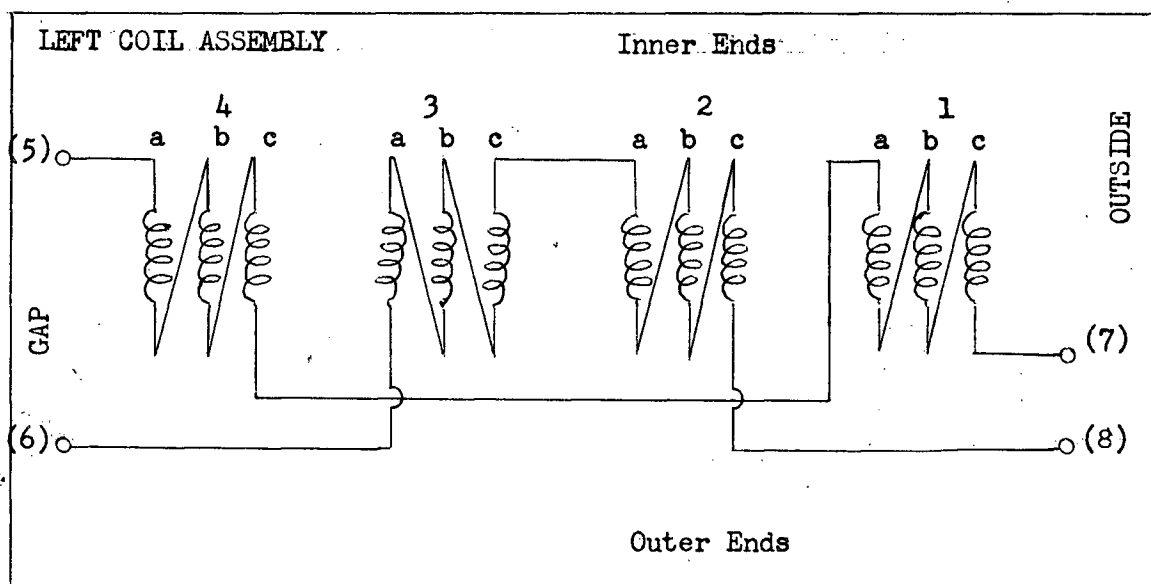 LEFT COIL ASSEMBLY
Inner Ends
4 3 2 1
a b c a b c a b c a b c
(5)
OUTSIDE
GAP
(7)
(6)
(8)
Outer Ends